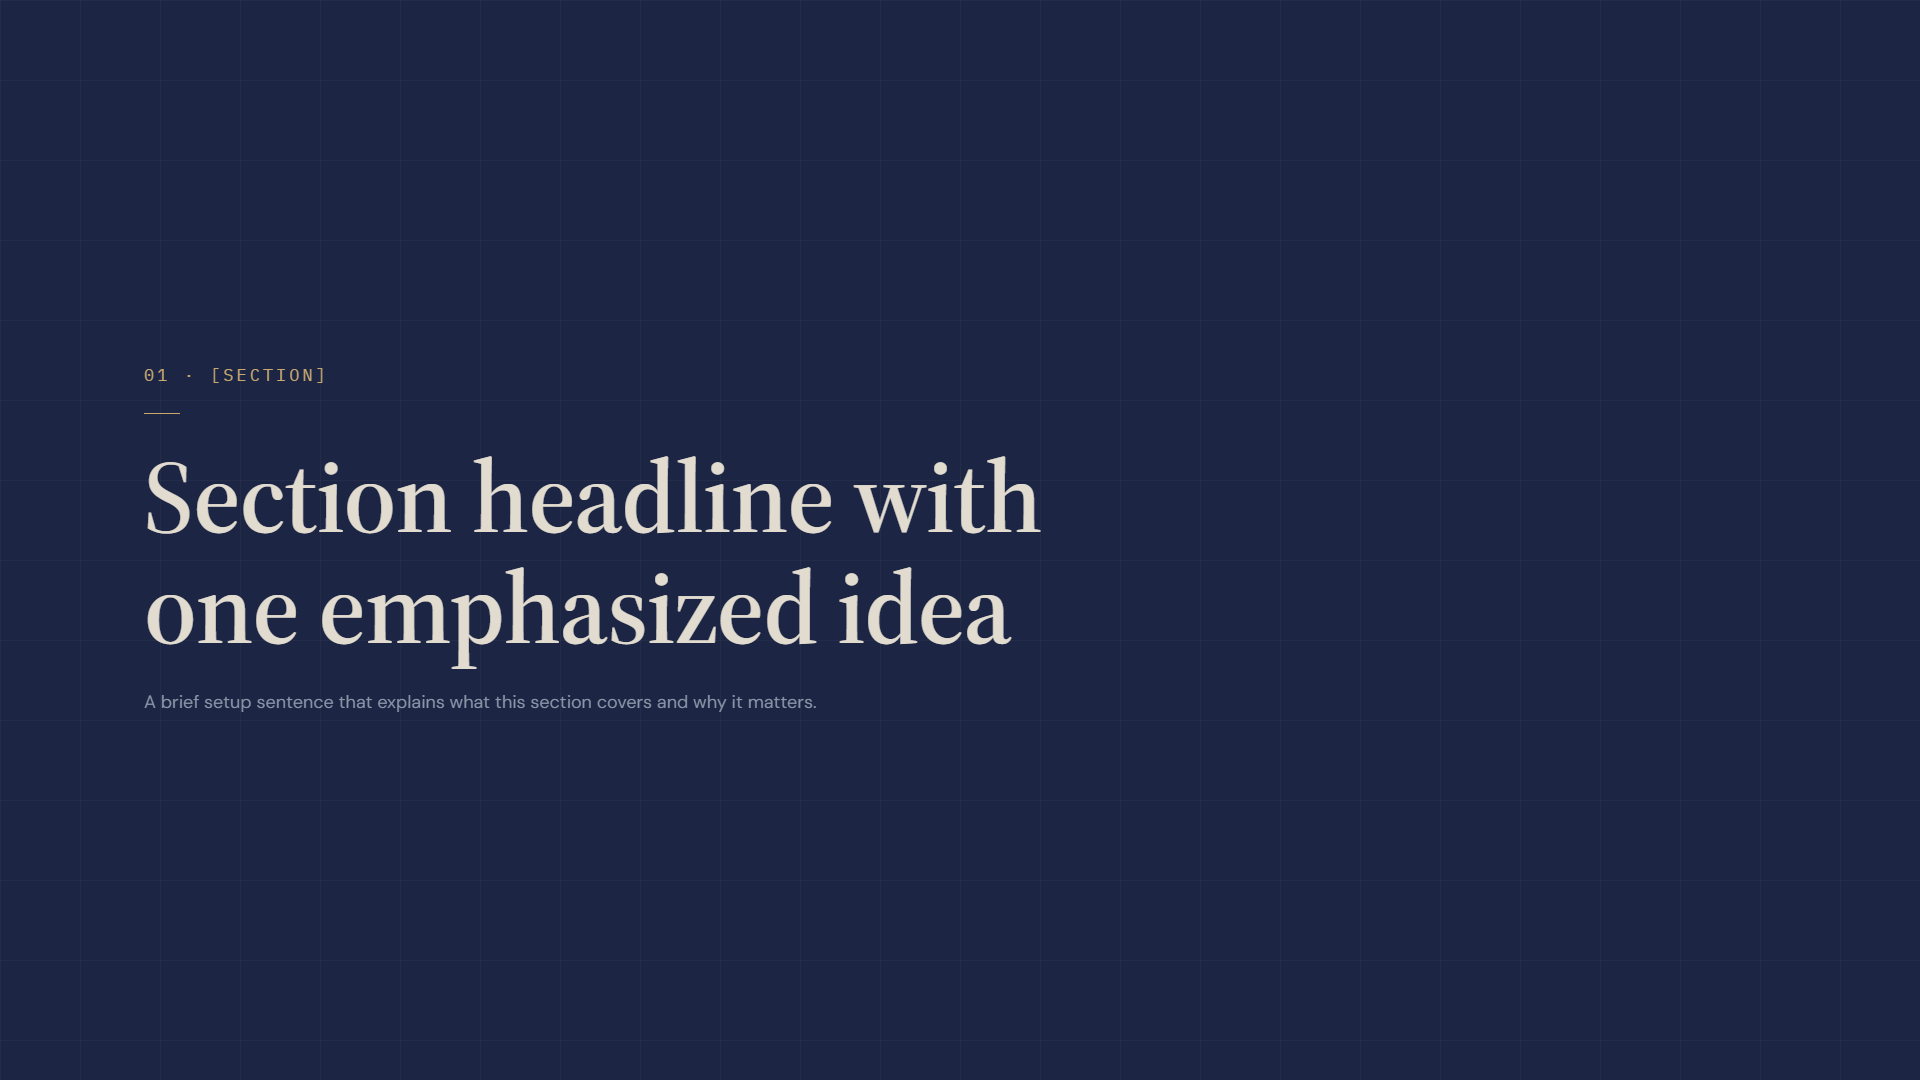 01 · [SECTION]
Section headline with
one emphasized idea
A brief setup sentence that explains what this section covers and why it matters.